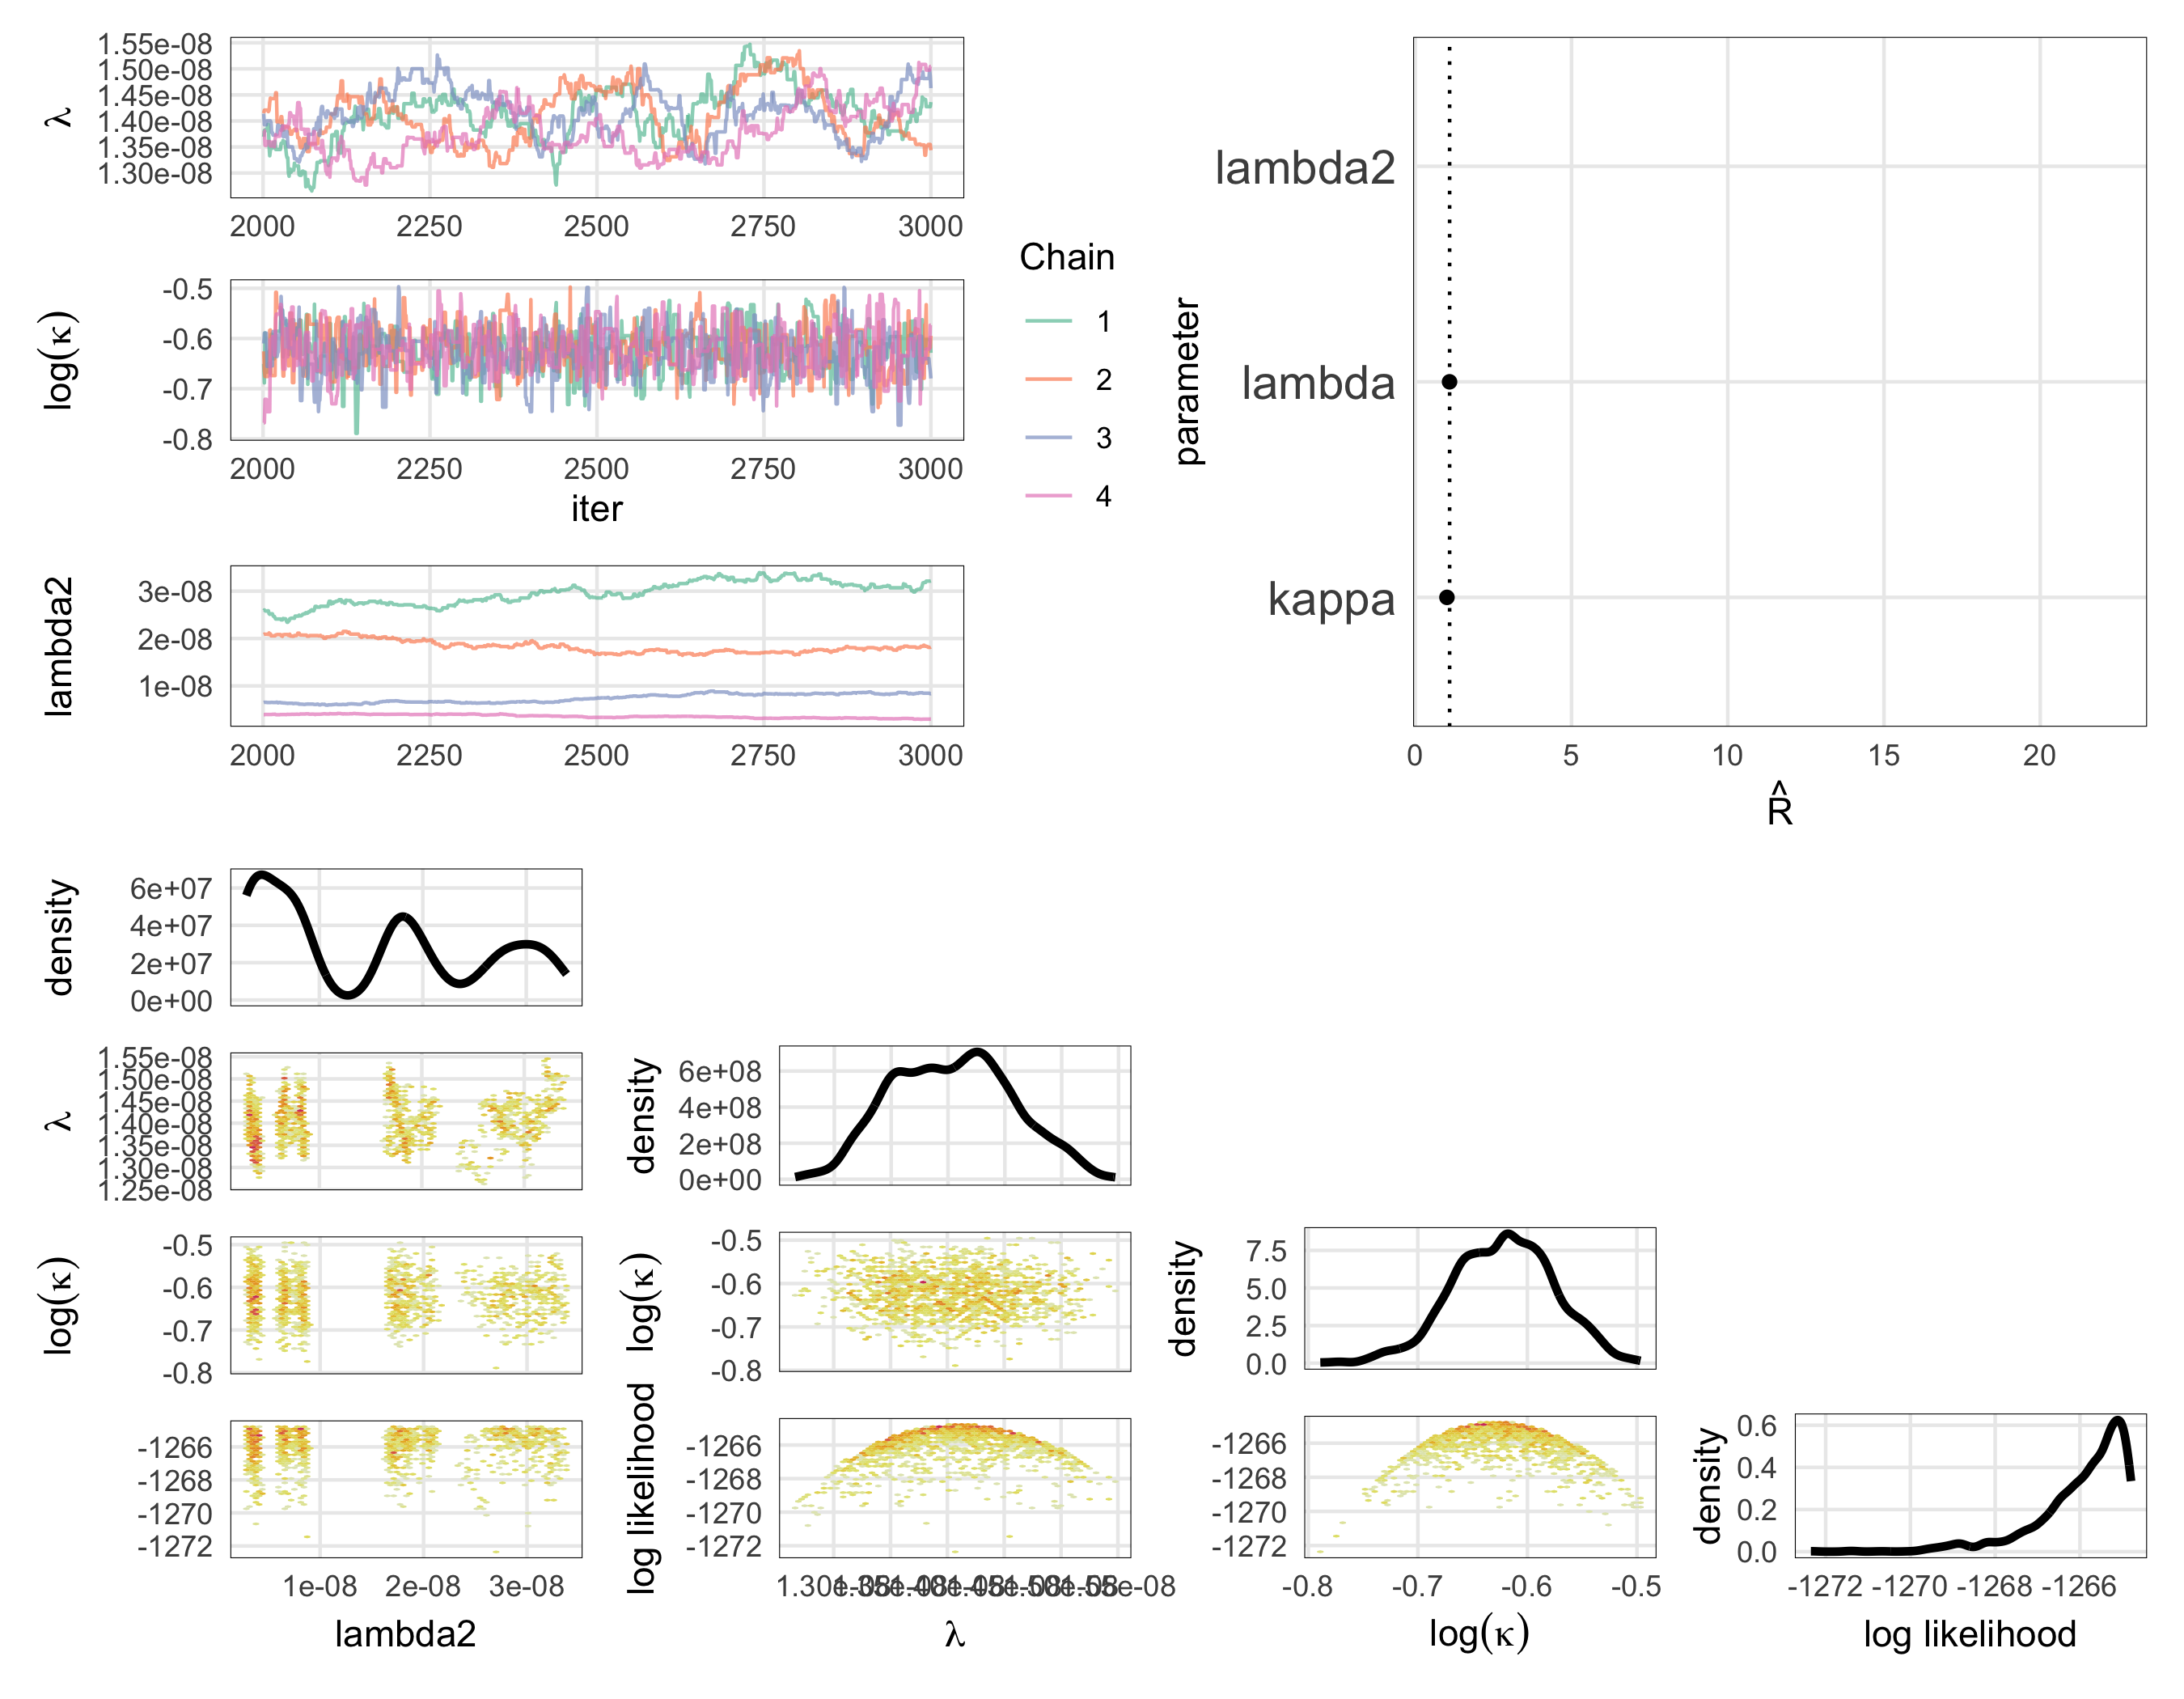 λ
1.55e-08
1.50e-08
1.45e-08
1.40e-08
1.35e-08
1.30e-08
2000 2250 2500 2750 3000
log(κ)
-0.5
-0.6
-0.7
-0.8
2000 2250 2500 2750 3000
iter
lambda2
3e-08
2e-08
1e-08
2000 2250 2500 2750 3000
Chain
1
2
3
4
parameter
lambda2
lambda
kappa
0 5 10 15 20
R̂
density
6e+07
4e+07
2e+07
0e+00
λ
1.55e-08
1.50e-08
1.45e-08
1.40e-08
1.35e-08
1.30e-08
1.25e-08
density
6e+08
4e+08
2e+08
0e+00
log(κ)
-0.5
-0.6
-0.7
-0.8
log(κ)
-0.5
-0.6
-0.7
-0.8
density
7.5
5.0
2.5
0.0
-1266
-1268
-1270
-1272
1e-08 2e-08 3e-08
lambda2
log likelihood
-1266
-1268
-1270
-1272
λ
-1266
-1268
-1270
-1272
-0.8 -0.7 -0.6 -0.5
log(κ)
density
0.6
0.4
0.2
0.0
-1272 -1270 -1268 -1266
log likelihood